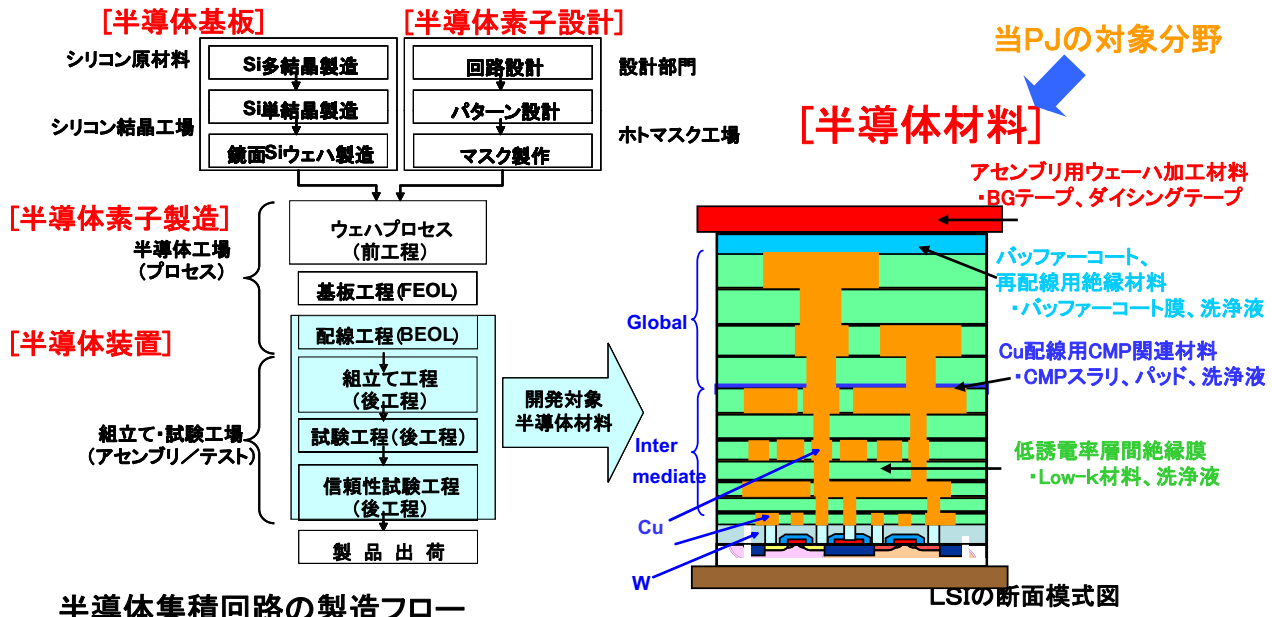 [半導体基板]
[半導体素子設計]
シリコン原材料
Si多結晶製造
Si単結晶製造
シリコン結晶工場
鏡面Siウェハ製造
回路設計
設計部門
パターン設計
ホトマスク工場
マスク製作
[半導体素子製造]
半導体工場
(プロセス)
ウェハプロセス
(前工程)
基板工程(FEOL)
[半導体装置]
配線工程(BEOL)
組立て工程
(後工程)
組立て・試験工場
(アセンブリ/テスト)
試験工程(後工程)
信頼性試験工程
(後工程)
製 品 出 荷
半導体集積回路の製造フロー
開発対象
半導体材料
当PJの対象分野
[半導体材料]
アセンブリ用ウェーハ加工材料
・BGテープ、ダイシングテープ
バッファーコート、
再配線用絶縁材料
・バッファーコート膜、洗浄液
Cu配線用CMP関連材料
・CMPスラリ、パッド、洗浄液
低誘電率層間絶縁膜
・Low-k材料、洗浄液
Global
Inter
mediate
Cu
W
LSIの断面模式図